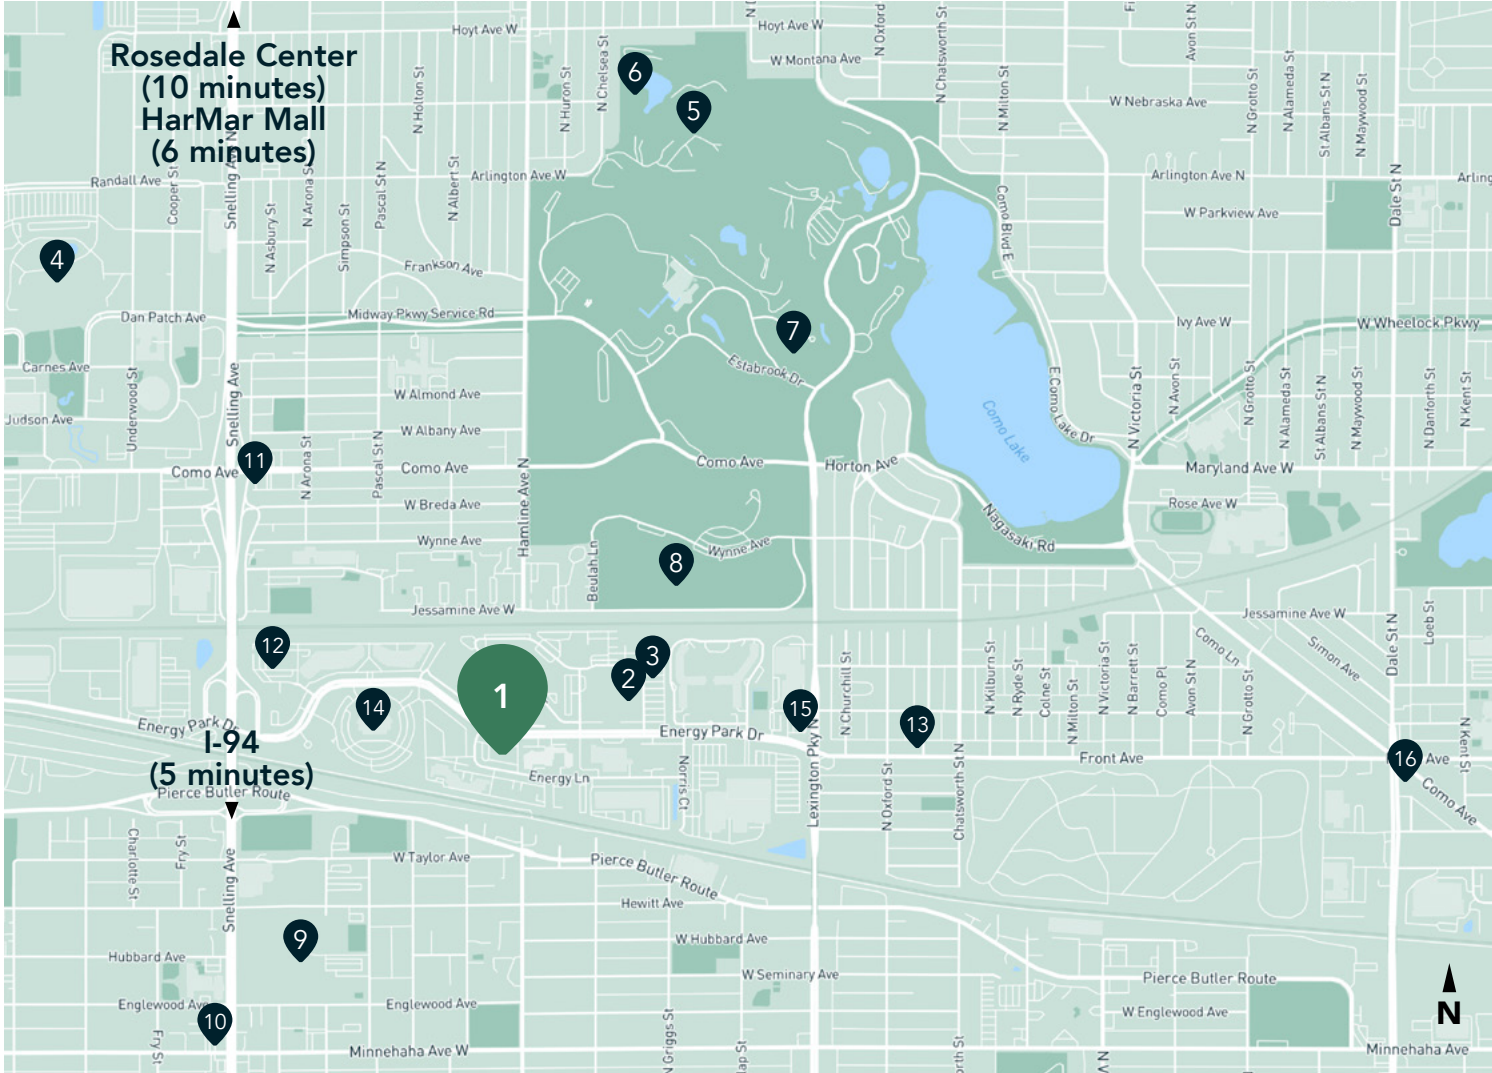 Rosedale Center
(10 minutes)
HarMar Mall
(6 minutes)
Hoyt Ave W
Hoyt Ave W
W Montana Ave
N Oxford
N Chatsworth St
N Milton St
Avon St N
N Grotto St
N Alameda St
St Albans St N
N Maywood St
W Nebraska Ave
N Holton St
N Huron St
N Chelsea St
6
5
Randall Ave
Cooper St
Snelling Ave N
N Arona St
Pascal St N
N Albert St
Arlington Ave W
Arlington Ave N
Arling
W Parkview Ave
Dale St N
Como Blvd E
4
N Asbury St
Simpson St
Frankson Ave
Dan Patch Ave
Midway Pkwy Service Rd
7
Ivy Ave W
W Wheelock Pkwy
Carnes Ave
Underwood St
Snelling Ave
Estabrook Dr
W Almond Ave
Judson Ave
W Albany Ave
Como Lake
E Como Lake Dr
N Victoria St
N Avon St
N Grotto St
N Alameda St
St Albans St N
N Maywood St
N Danforth St
N Kent St
Como Ave
11
N Arona St
Pascal St N
Como Ave
Hamline Ave N
Como Ave
Horton Ave
Maryland Ave W
W Breda Ave
Rose Ave W
Nagasaki Rd
Wynne Ave
Beulah Ln
8
Wynne Ave
Jessamine Ave W
Jessamine Ave W
Como Ln
Simon Ave
Dale St N
Loeb St
12
3
2
1
14
15
13
N Churchill St
N Kilburn St
N Ryde St
Colne St
N Milton St
N Victoria St
N Barrett St
Como Pl
Avon St N
N Grotto St
N Kent St
Energy Park Dr
I-94
(5 minutes)
Energy Park Dr
Lexington Pky N
Front Ave
16
Ave
Como Ave
Energy Ln
Norris Ct
N Oxford St
Chatsworth St N
Pierce Butler Route
Charlotte St
Fry St
Snelling Ave
W Taylor Ave
Pierce Butler Route
Hewitt Ave
9
W Hubbard Ave
Hubbard Ave
W Seminary Ave
Pierce Butler Route
Englewood Ave
10
Englewood Ave
W Englewood Ave
N
Fry St
Minnehaha Ave W
N Griggs St
Minnehaha Ave